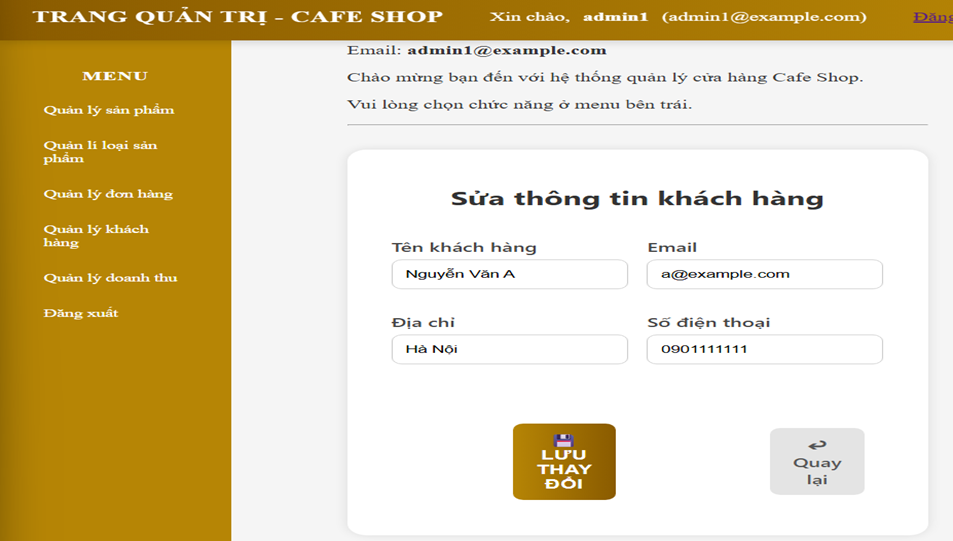 TRANG QUẢN TRỊ - CAFE SHOP
Xin chào, admin1 (admin1@example.com)
Đăng
MENU
Quản lý sản phẩm
Quản lí loại sản
phẩm
Quản lý đơn hàng
Quản lý khách
hàng
Quản lý doanh thu
Đăng xuất
Email: admin1@example.com
Chào mừng bạn đến với hệ thống quản lý cửa hàng Cafe Shop.
Vui lòng chọn chức năng ở menu bên trái.
Sửa thông tin khách hàng
Tên khách hàng
Nguyễn Văn A
Email
a@example.com
Địa chỉ
Hà Nội
Số điện thoại
0901111111
LƯU
THAY
ĐỔI
Quay
lại